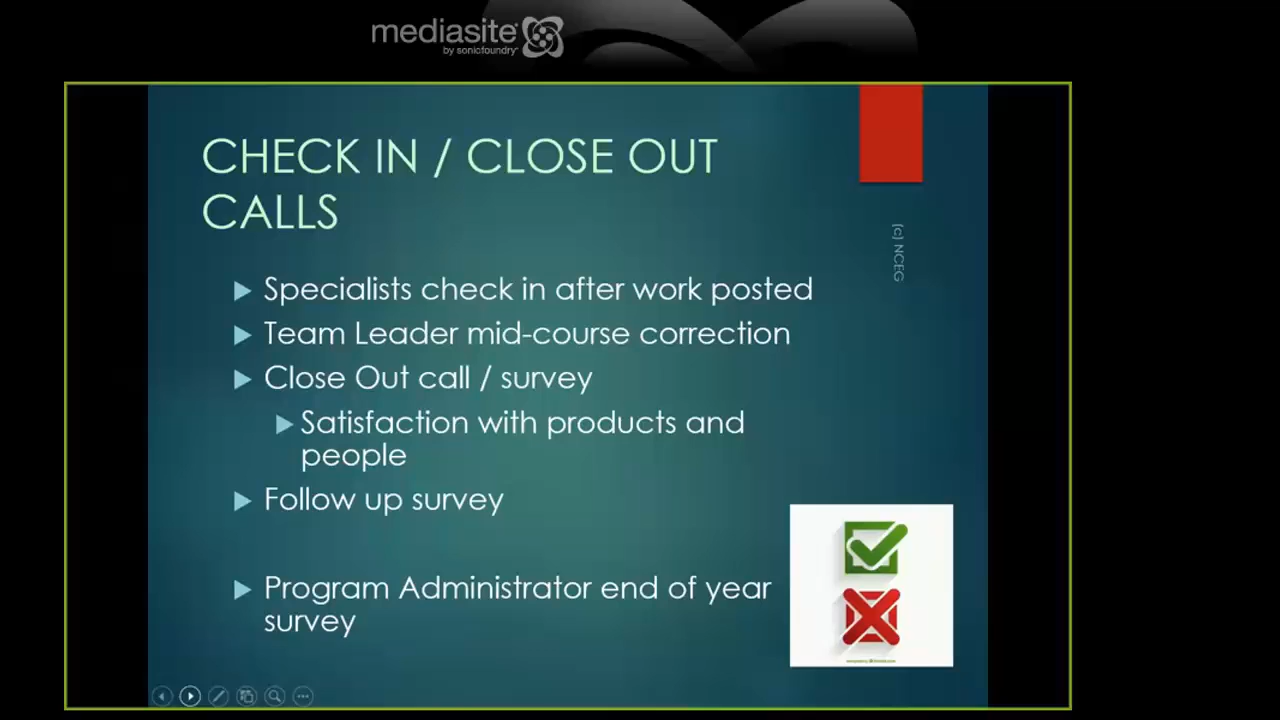 mediasite
by sonicfoundry
CHECK IN / CLOSE OUT
CALLS
(c) NCEG
Specialists check in after work posted
Team Leader mid-course correction
Close Out call / survey
Satisfaction with products and
people
Follow up survey
Program Administrator end of year
survey